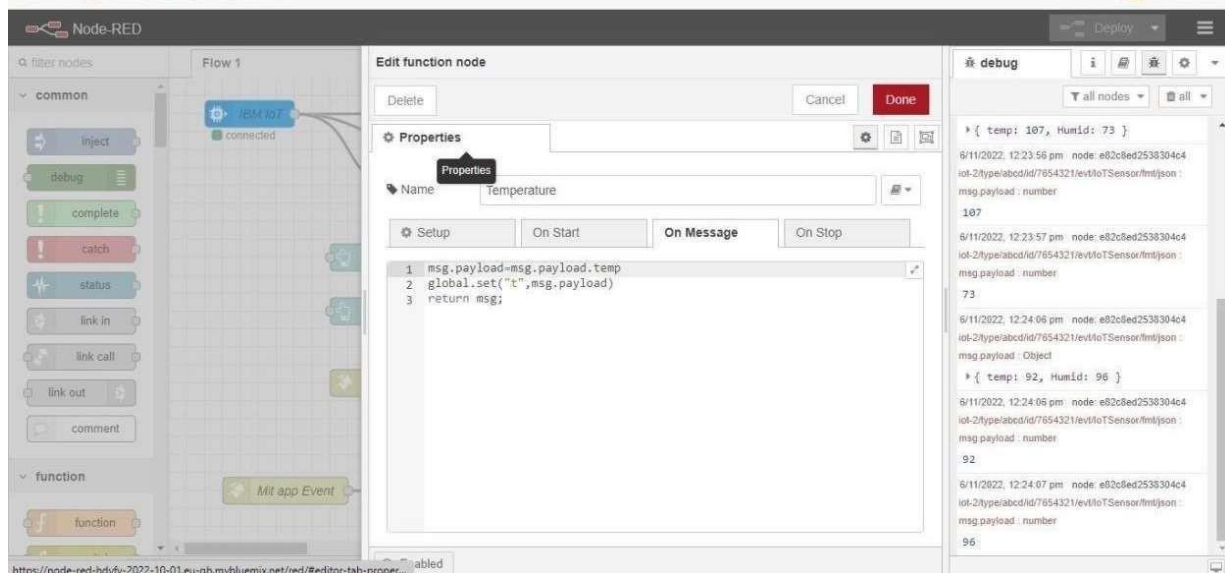 Node-RED
Deploy
filter nodes
Flow 1
Edit function node
debug
i
common
Delete
Cancel
Done
all nodes
all
IBM IoT
connected
inject
Properties
Properties
debug
Name
Temperature
complete
catch
Setup
On Start
On Message
On Stop
status
1 msg.payload=msg.payload.temp
2 global.set("t",msg.payload)
3 return msg;
link in
link call
link out
comment
function
Mit app Event
function
Enabled
{ temp: 107, Humid: 73 }
6/11/2022, 12:23:56 pm node: e82c8ed2538304c4
iot-2/type/abcd/id/7654321/evt/IoTSensor/fmt/json :
msg.payload : number
107
6/11/2022, 12:23:57 pm node: e82c8ed2538304c4
iot-2/type/abcd/id/7654321/evt/IoTSensor/fmt/json :
msg.payload : number
73
6/11/2022, 12:24:06 pm node: e82c8ed2538304c4
iot-2/type/abcd/id/7654321/evt/IoTSensor/fmt/json :
msg.payload : Object
{ temp: 92, Humid: 96 }
6/11/2022, 12:24:06 pm node: e82c8ed2538304c4
iot-2/type/abcd/id/7654321/evt/IoTSensor/fmt/json :
msg.payload : number
92
6/11/2022, 12:24:07 pm node: e82c8ed2538304c4
iot-2/type/abcd/id/7654321/evt/IoTSensor/fmt/json :
msg.payload : number
96